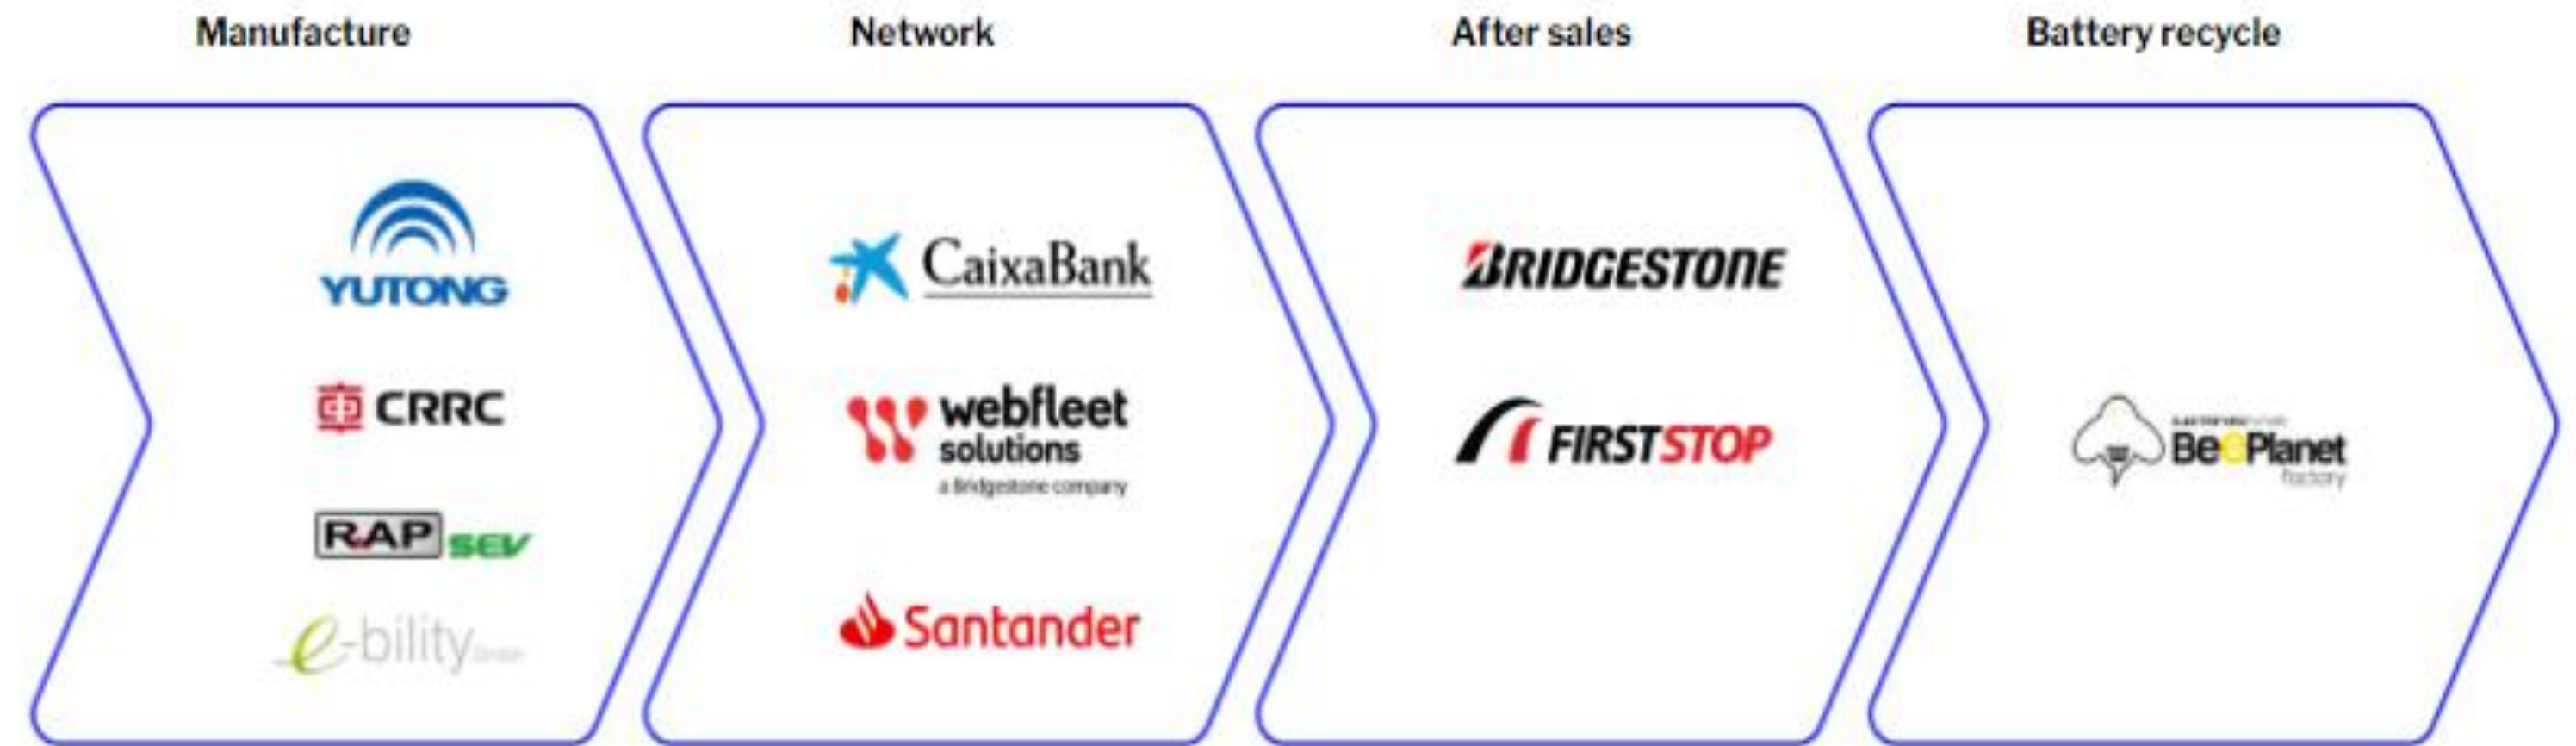 Manufacture
Network
After sales
Battery recycle
YUTONG
CRRC
RAP SEV
e-bility
CaixaBank
webfleet
solutions
a Bridgestone company
Santander
BRIDGESTONE
FIRSTSTOP
BeePlanet
factory